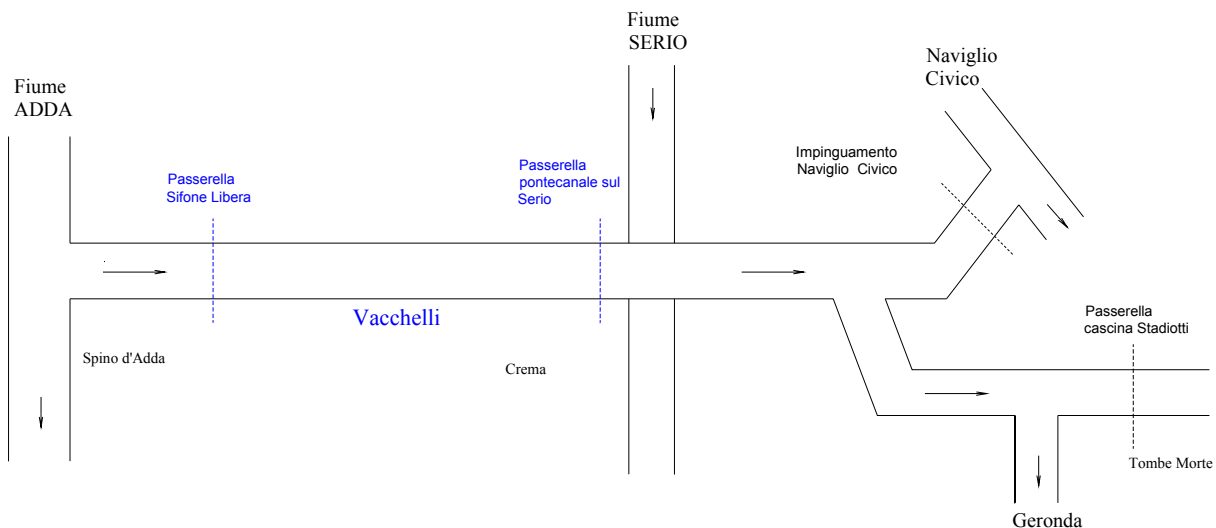 Fiume
SERIO
Naviglio
Civico
Fiume
ADDA
Impinguamento
Naviglio Civico
Passerella
pontecanale sul
Serio
Passerella
Sifone Libera
Vacchelli
Passerella
cascina Stadiotti
Spino d'Adda
Crema
Tombe Morte
Geronda